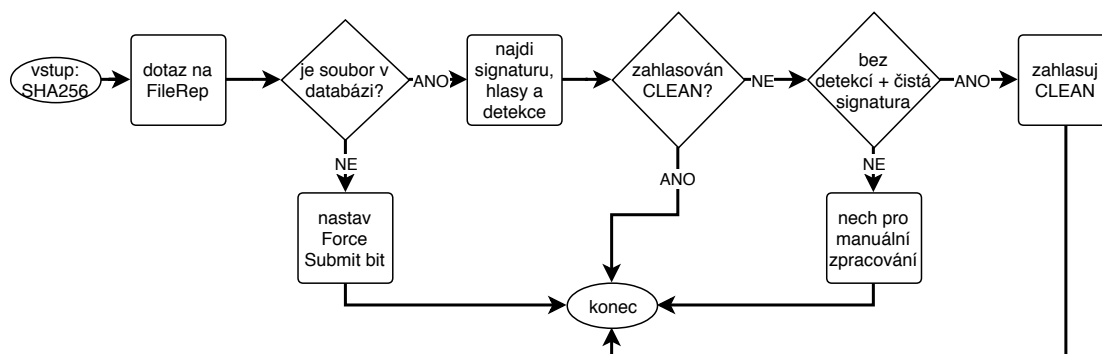 vstup:
SHA256
dotaz na
FileRep
je soubor v
databázi?
ANO
najdi
signaturu,
hlasy a
detekce
zahlasován
CLEAN?
NE
bez
detekcí + čistá
signatura
ANO
zahlasuj
CLEAN
NE
nastav
Force
Submit bit
ANO
NE
nech pro
manuální
zpracování
konec